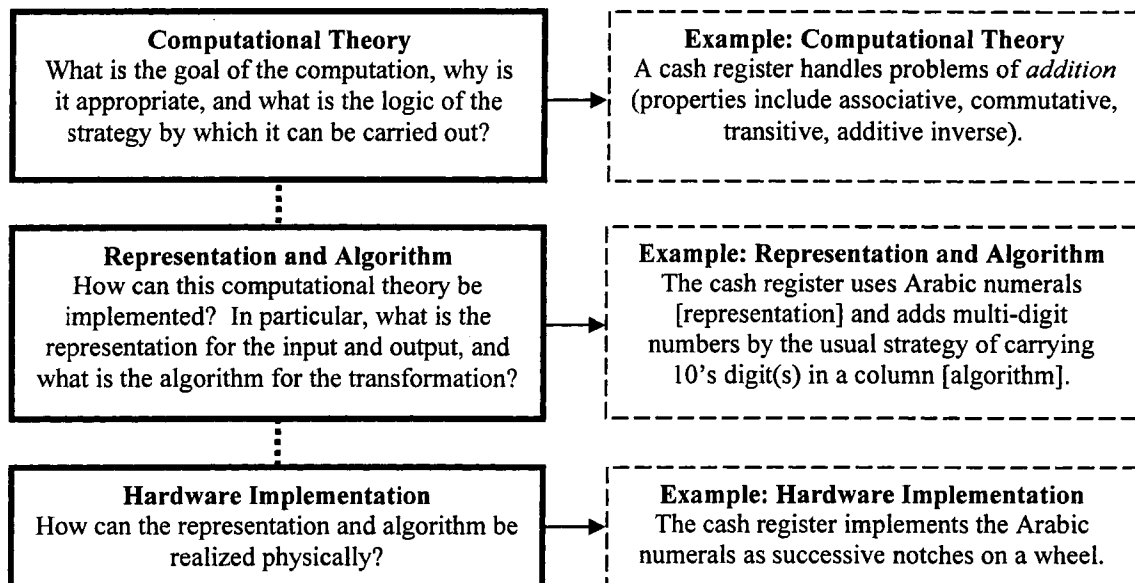 Computational Theory
What is the goal of the computation, why is
it appropriate, and what is the logic of the
strategy by which it can be carried out?
Example: Computational Theory
A cash register handles problems of addition
(properties include associative, commutative,
transitive, additive inverse).
Representation and Algorithm
How can this computational theory be
implemented? In particular, what is the
representation for the input and output, and
what is the algorithm for the transformation?
Example: Representation and Algorithm
The cash register uses Arabic numerals
[representation] and adds multi-digit
numbers by the usual strategy of carrying
10's digit(s) in a column [algorithm].
Hardware Implementation
How can the representation and algorithm be
realized physically?
Example: Hardware Implementation
The cash register implements the Arabic
numerals as successive notches on a wheel.